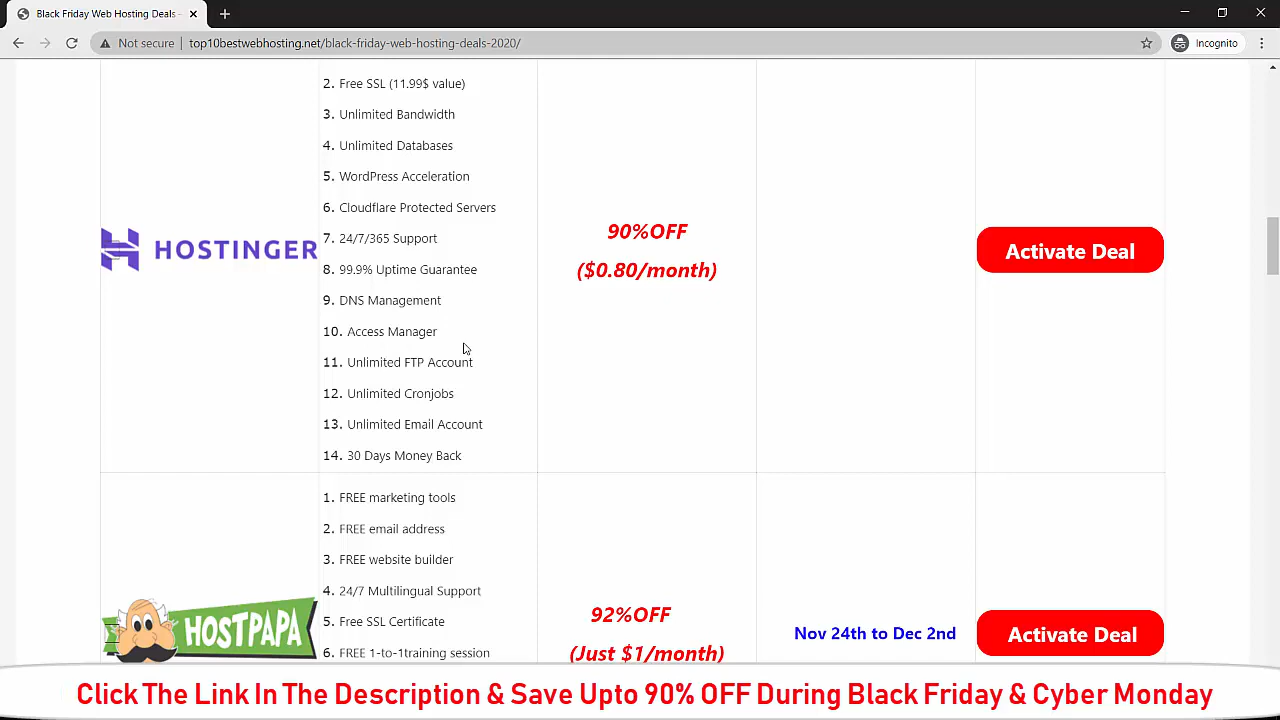 Black Friday Web Hosting Deals -
Not secure
top10bestwebhosting.net/black-friday-web-hosting-deals-2020/
Incognito
2. Free SSL (11.99$ value)
3. Unlimited Bandwidth
4. Unlimited Databases
5. WordPress Acceleration
6. Cloudflare Protected Servers
7. 24/7/365 Support
8. 99.9% Uptime Guarantee
9. DNS Management
10. Access Manager
11. Unlimited FTP Account
12. Unlimited Cronjobs
13. Unlimited Email Account
14. 30 Days Money Back
HOSTINGER
90%OFF
($0.80/month)
Activate Deal
1. FREE marketing tools
2. FREE email address
3. FREE website builder
4. 24/7 Multilingual Support
5. Free SSL Certificate
6. FREE 1-to-1training session
HOSTPAPA
92%OFF
(Just $1/month)
Nov 24th to Dec 2nd
Activate Deal
Click The Link In The Description & Save Upto 90% OFF During Black Friday & Cyber Monday